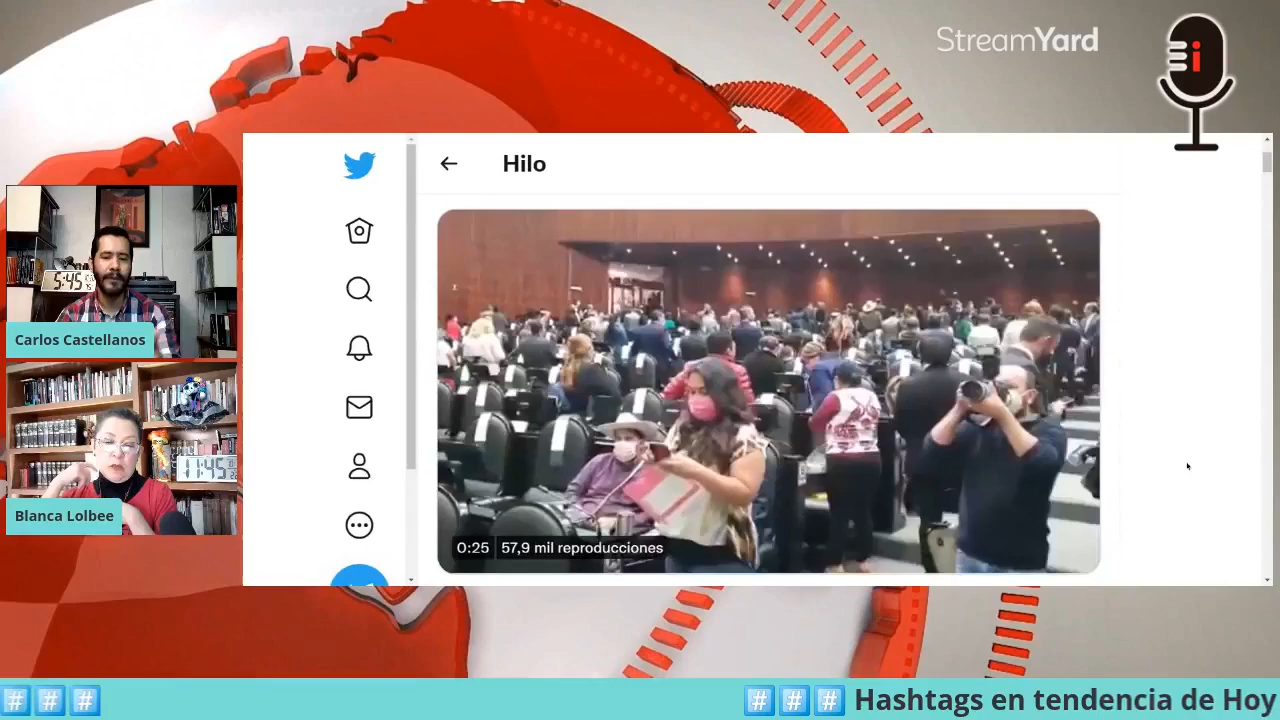 StreamYard
i
Hilo
5:45
Carlos Castellanos
11:45
Blanca Lolbee
0:25 57,9 mil reproducciones
#️⃣ #️⃣ #️⃣
#️⃣ #️⃣ #️⃣ Hashtags en tendencia de Hoy